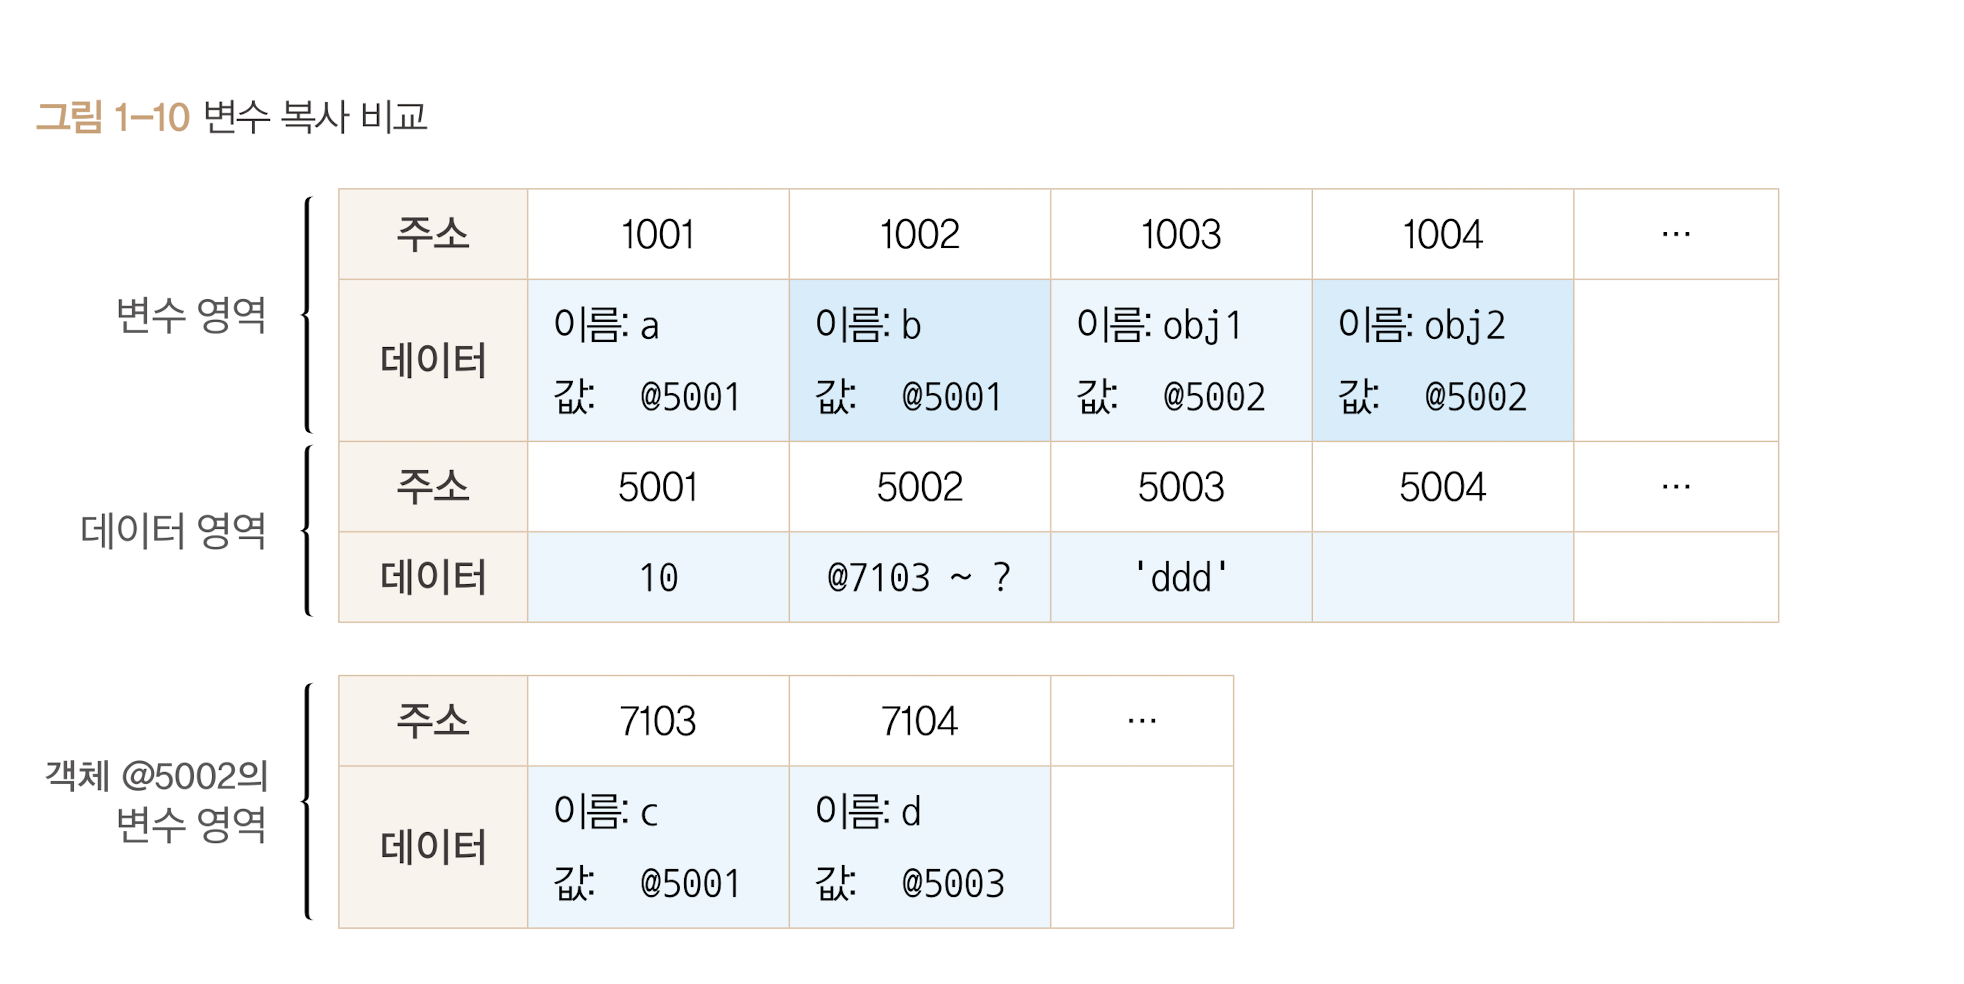 그림 1-10 변수 복사 비교
변수 영역
주소 1001 1002 1003 1004 …
데이터
이름: a 이름: b 이름: obj1 이름: obj2
값: @5001 값: @5001 값: @5002 값: @5002
데이터 영역
주소 5001 5002 5003 5004 …
데이터 10 @7103 ~ ? 'ddd'
객체 @5002의
변수 영역
주소 7103 7104 …
데이터
이름: c 이름: d
값: @5001 값: @5003